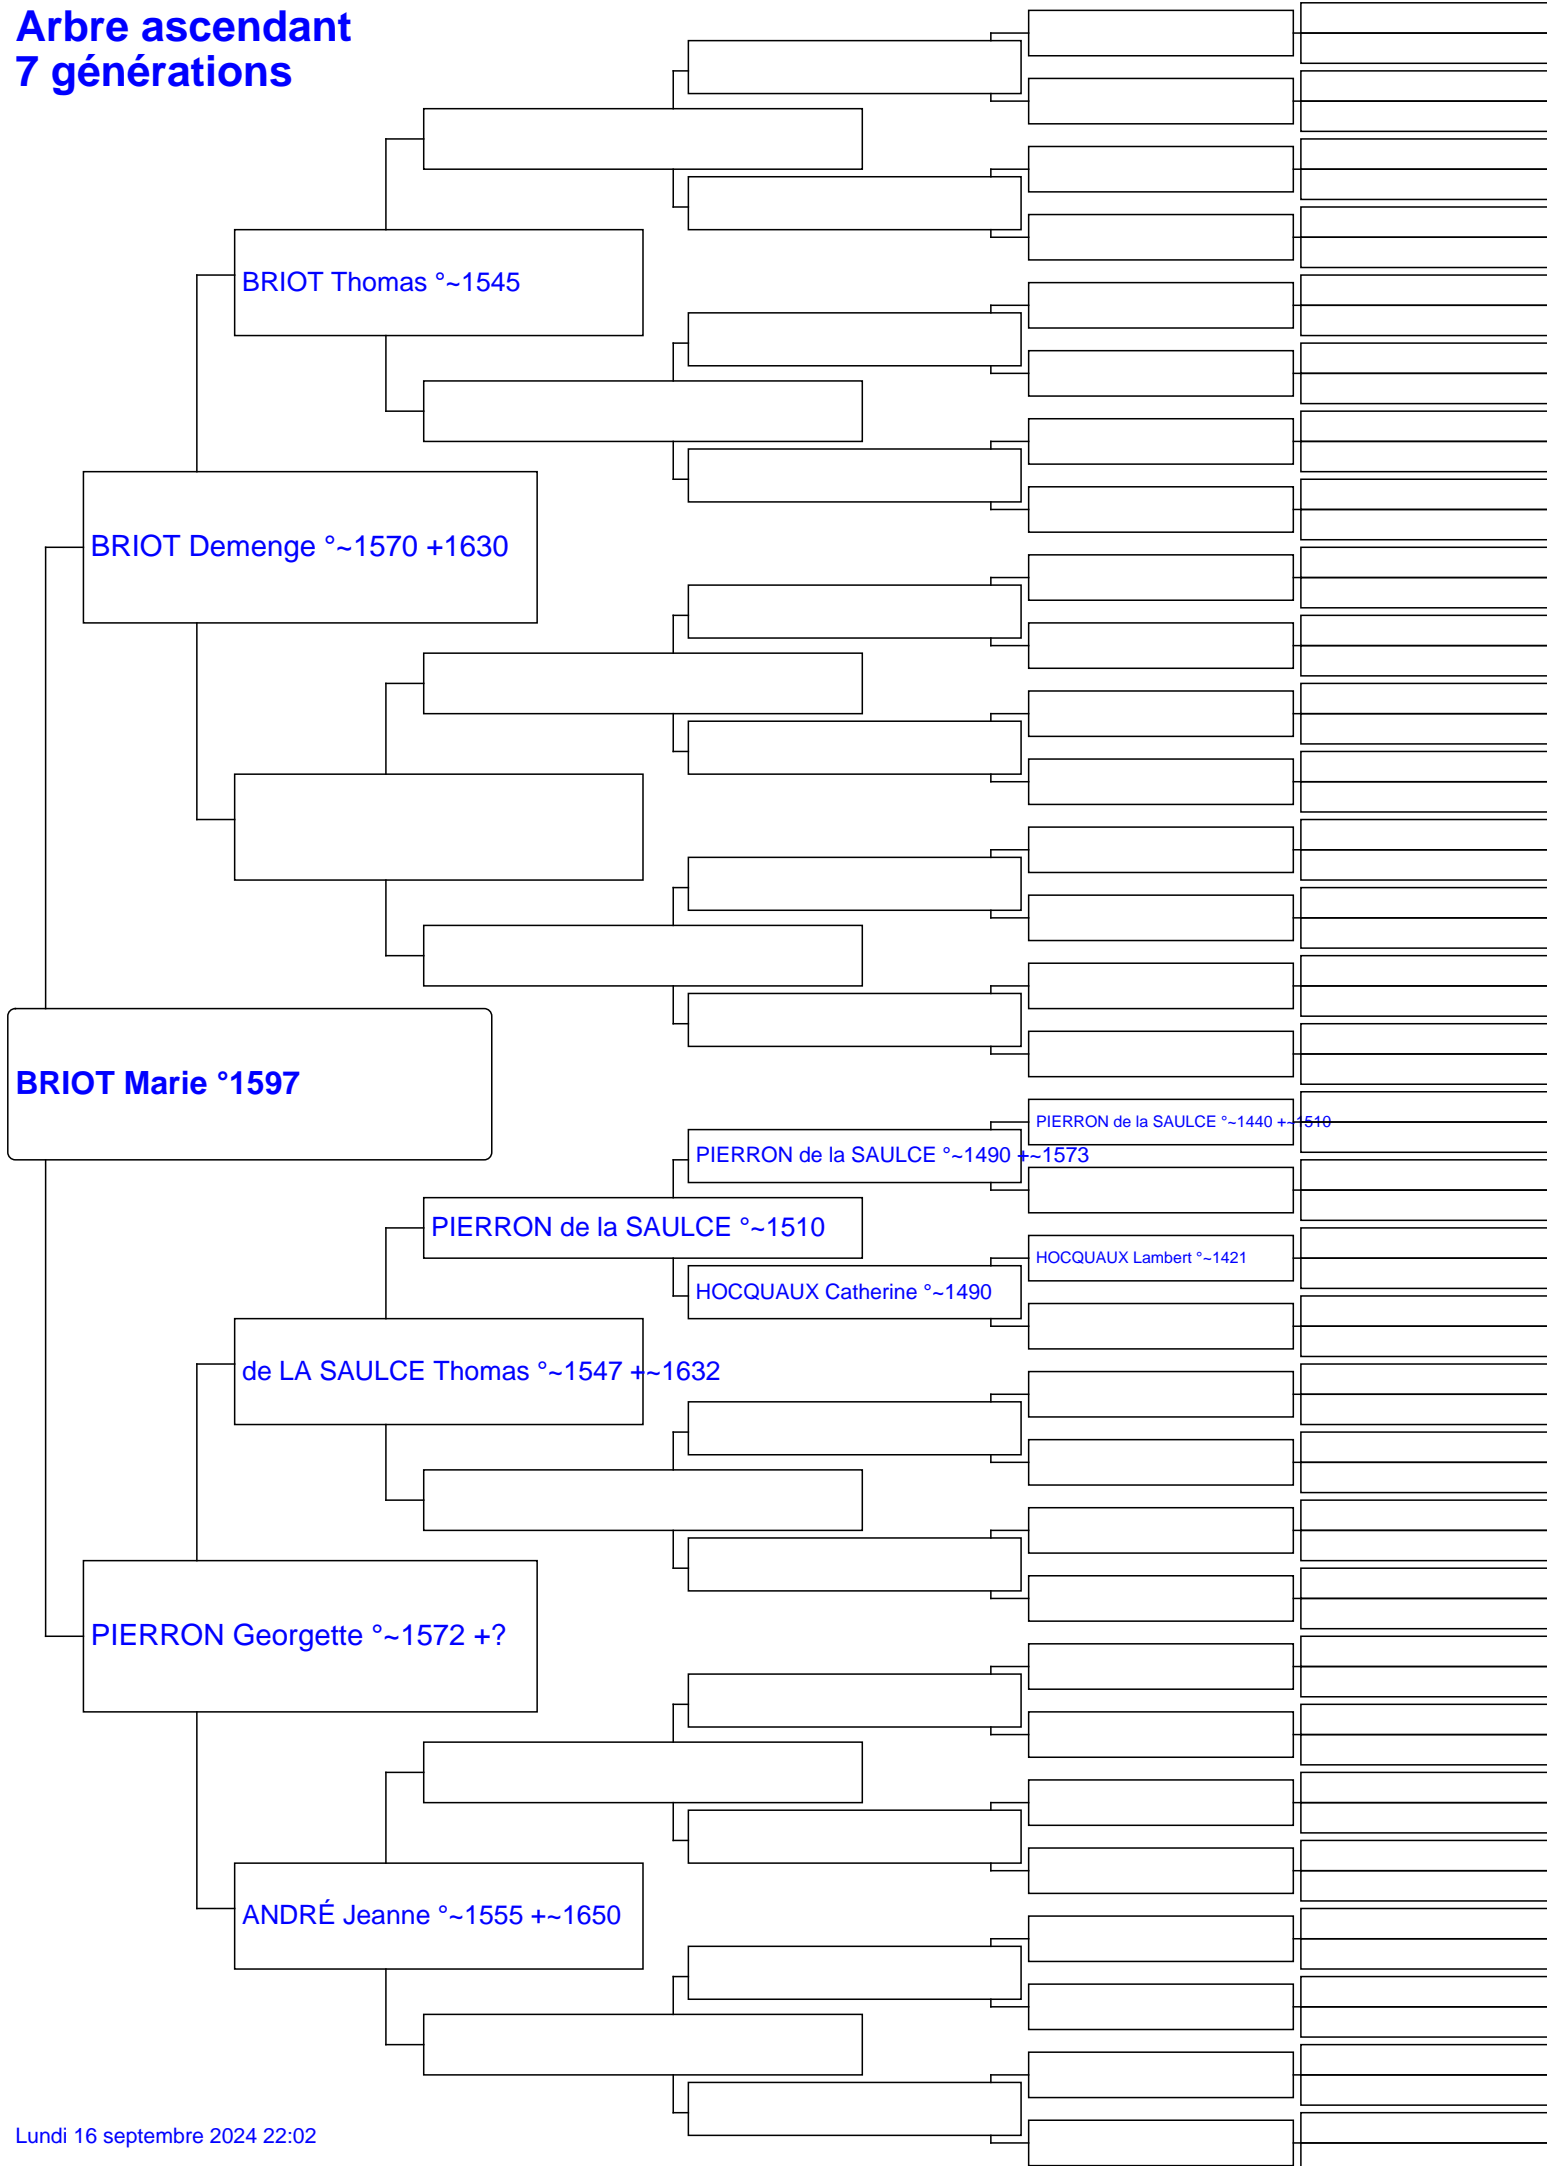 Arbre ascendant
7 générations
BRIOT Thomas °~1545
BRIOT Demenge °~1570 +1630
BRIOT Marie °1597
PIERRON de la SAULCE °~1440 +~1510
PIERRON de la SAULCE °~1490 +~1573
PIERRON de la SAULCE °~1510
HOCQUAUX Lambert °~1421
HOCQUAUX Catherine °~1490
de LA SAULCE Thomas °~1547 +~1632
PIERRON Georgette °~1572 +?
ANDRÉ Jeanne °~1555 +~1650
Lundi 16 septembre 2024 22:02